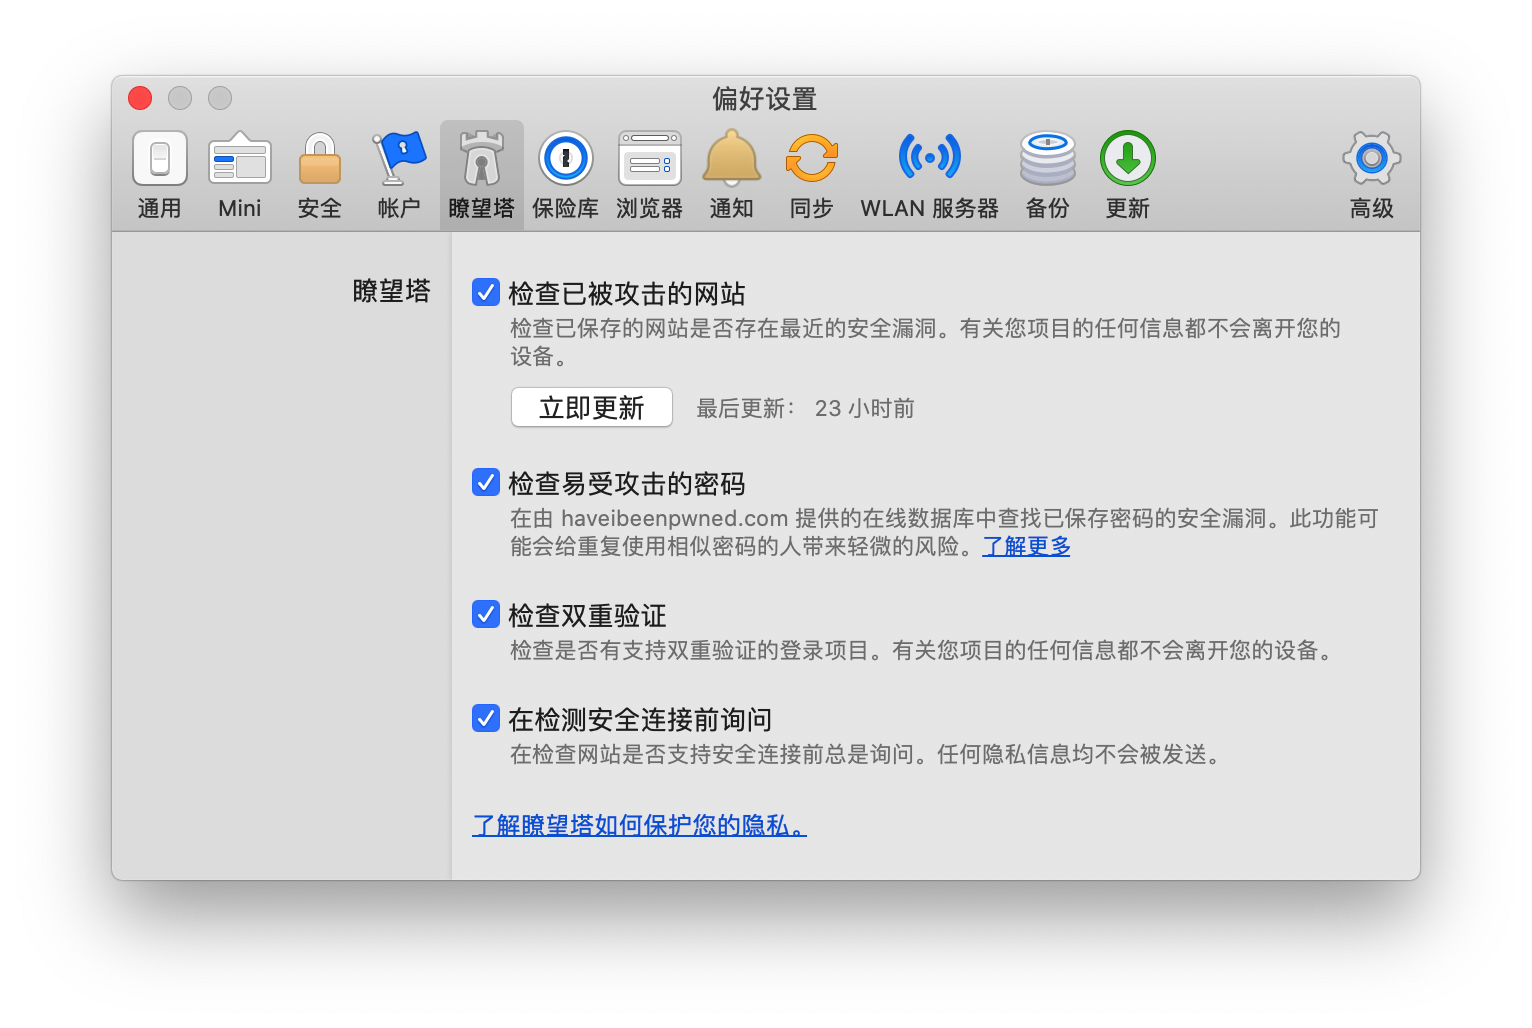 偏好设置
通用 Mini 安全 帐户 瞭望塔 保险库 浏览器 通知 同步 WLAN 服务器 备份 更新 高级
瞭望塔
检查已被攻击的网站
检查已保存的网站是否存在最近的安全漏洞。有关您项目的任何信息都不会离开您的
设备。
立即更新 最后更新： 23 小时前
检查易受攻击的密码
在由 haveibeenpwned.com 提供的在线数据库中查找已保存密码的安全漏洞。此功能可
能会给重复使用相似密码的人带来轻微的风险。了解更多
检查双重验证
检查是否有支持双重验证的登录项目。有关您项目的任何信息都不会离开您的设备。
在检测安全连接前询问
在检查网站是否支持安全连接前总是询问。任何隐私信息均不会被发送。
了解瞭望塔如何保护您的隐私。